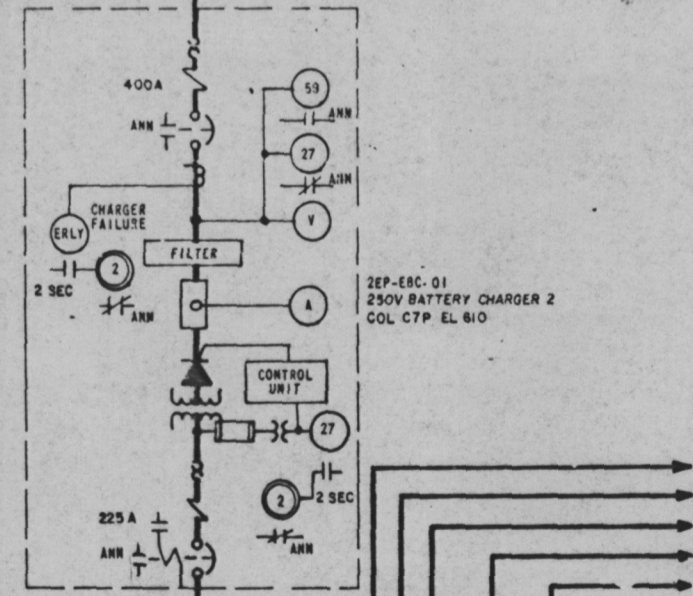 400A
ANN
59
ANN
27
ANN
V
CHARGER
FAILURE
ERLY
2
2 SEC
ANN
FILTER
A
2EP-EBC-01
250V BATTERY CHARGER 2
COL C7P EL 610
CONTROL
UNIT
27
2
2 SEC
ANN
225A
ANN